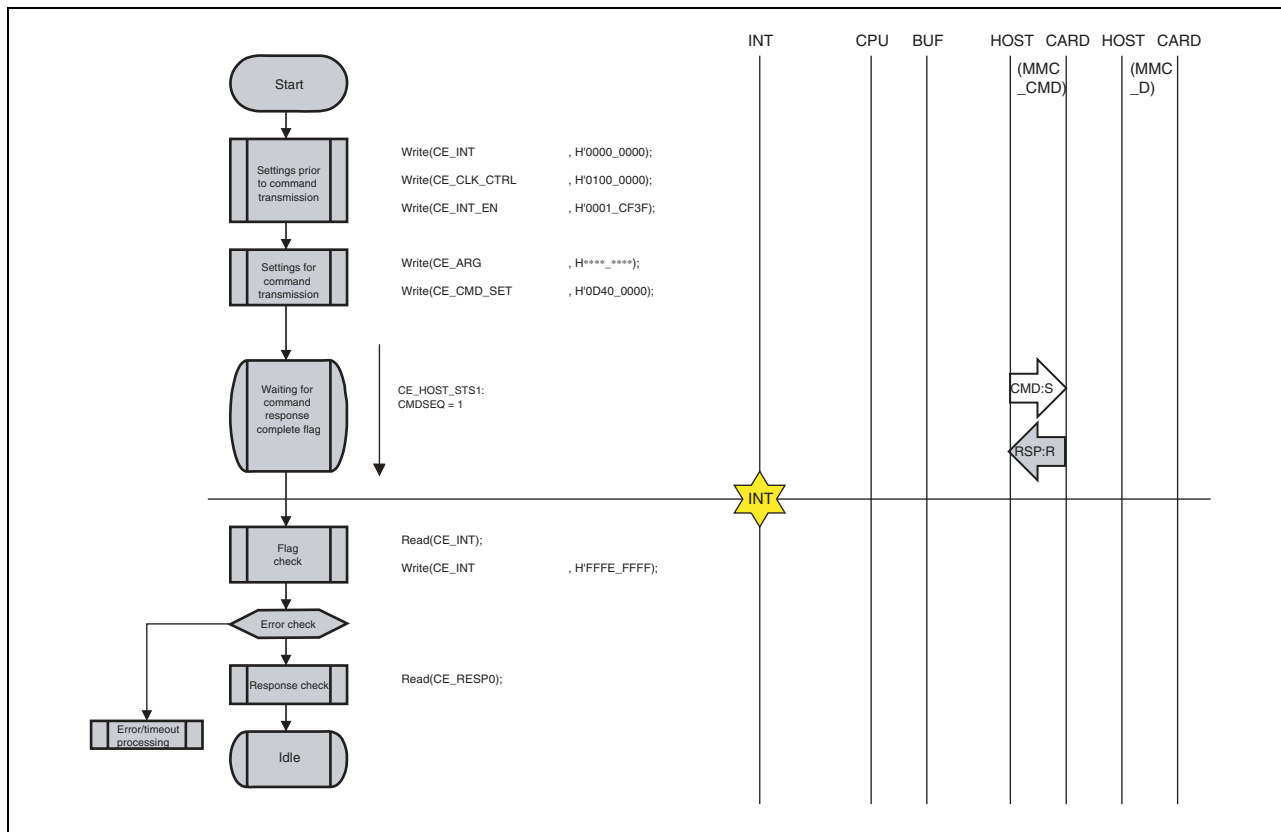 INT CPU BUF HOST CARD HOST CARD
(MMC
_CMD)
(MMC
_D)
Start
Settings prior
to command
transmission
Write(CE_INT , H'0000_0000);
Write(CE_CLK_CTRL , H'0100_0000);
Write(CE_INT_EN , H'0001_CF3F);
Settings for
command
transmission
Write(CE_ARG , H'****_****);
Write(CE_CMD_SET , H'0D40_0000);
Waiting for
command
response
complete flag
CE_HOST_STS1:
CMDSEQ = 1
CMD:S
RSP:R
INT
Flag
check
Read(CE_INT);
Write(CE_INT , H'FFFE_FFFF);
Error check
Response check
Read(CE_RESP0);
Error/timeout
processing
Idle